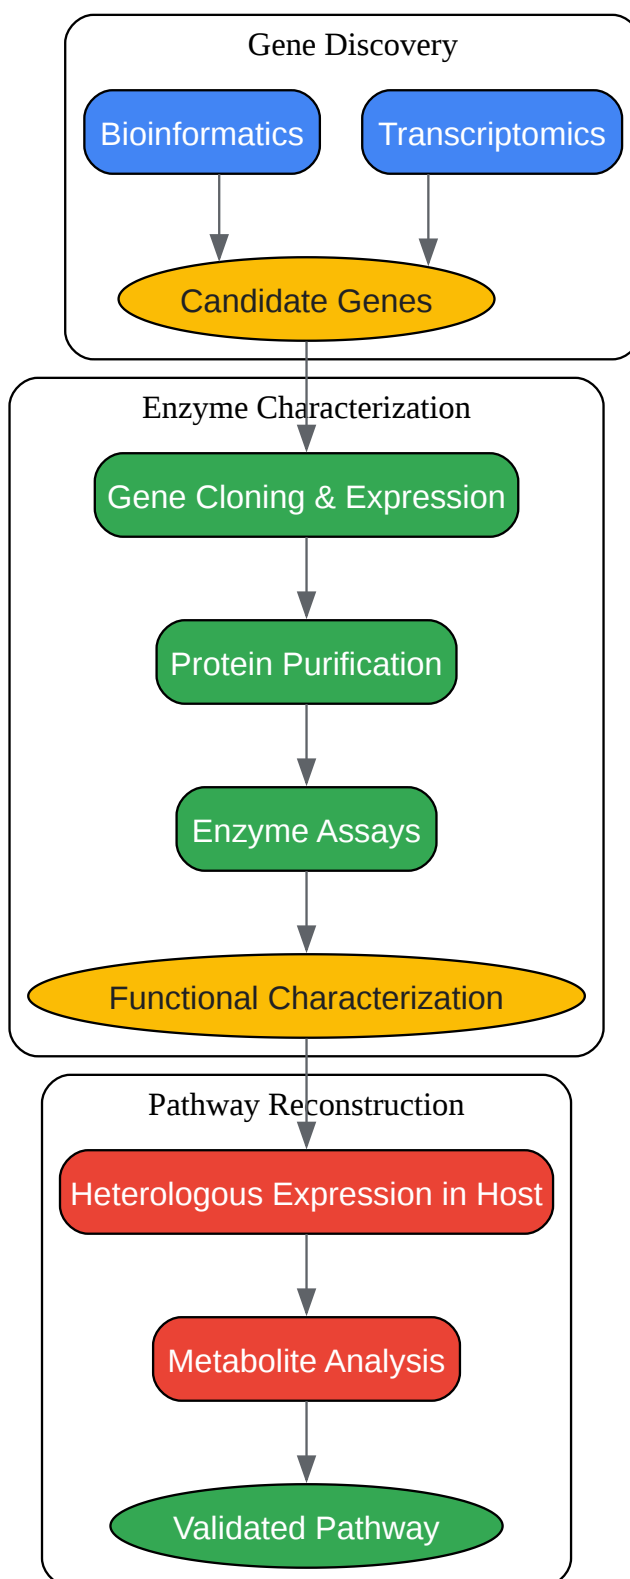 Gene Discovery
Bioinformatics
Transcriptomics
Candidate Genes
Enzyme Characterization
Gene Cloning & Expression
Protein Purification
Enzyme Assays
Functional Characterization
Pathway Reconstruction
Heterologous Expression in Host
Metabolite Analysis
Validated Pathway